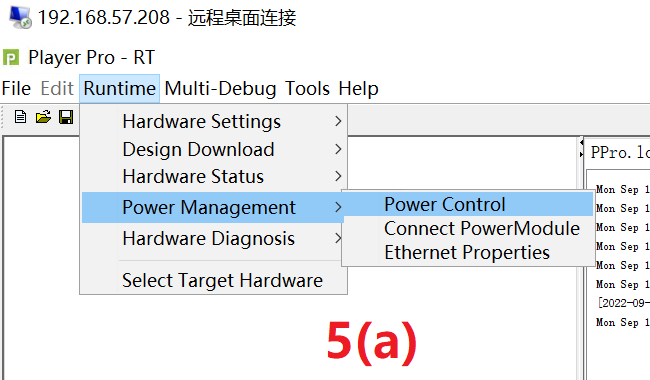 192.168.57.208 - 远程桌面连接
Player Pro - RT
File Edit Runtime Multi-Debug Tools Help
Hardware Settings
Design Download
Hardware Status
Power Management
Hardware Diagnosis
Select Target Hardware
Power Control
Connect PowerModule
Ethernet Properties
PPro.lo
Mon Sep 1
Mon Sep 1
Mon Sep 1
Mon Sep 1
Mon Sep 1
Mon Sep 1
[2022-09-
Mon Sep 1
5(a)